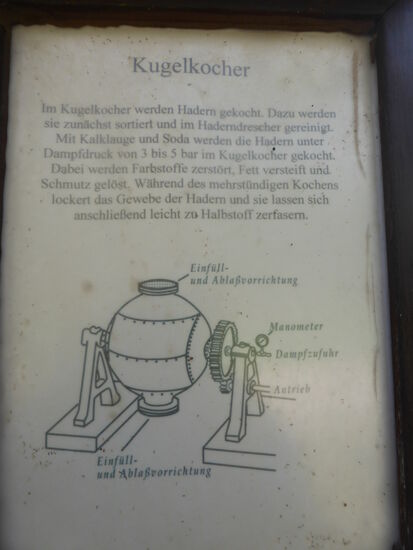 Kugelkocher
Im Kugelkocher werden Hadern gekocht. Dazu werden
sie zunächst sortiert und im Haderndrescher gereinigt.
Mit Kalklauge und Soda werden die Hadern unter
Dampfdruck von 3 bis 5 bar im Kugelkocher gekocht.
Dabei werden Farbstoffe zerstört, Fett versteift und
Schmutz gelöst. Während des mehrstündigen Kochens
lockert das Gewebe der Hadern und sie lassen sich
anschließend leicht zu Halbstoff zerfasern.
Einfüll-
und Ablaßvorrichtung
Manometer
Dampfzufuhr
Antrieb
Einfüll-
und Ablaßvorrichtung